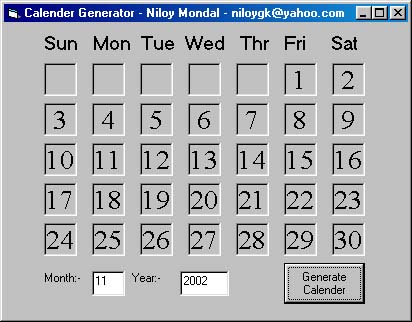 Calender Generator - Niloy Mondal - niloygk@yahoo.com
Sun Mon Tue Wed Thr Fri Sat
1 2
3 4 5 6 7 8 9
10 11 12 13 14 15 16
17 18 19 20 21 22 23
24 25 26 27 28 29 30
Month:- 11 Year:- 2002 Generate
Calender